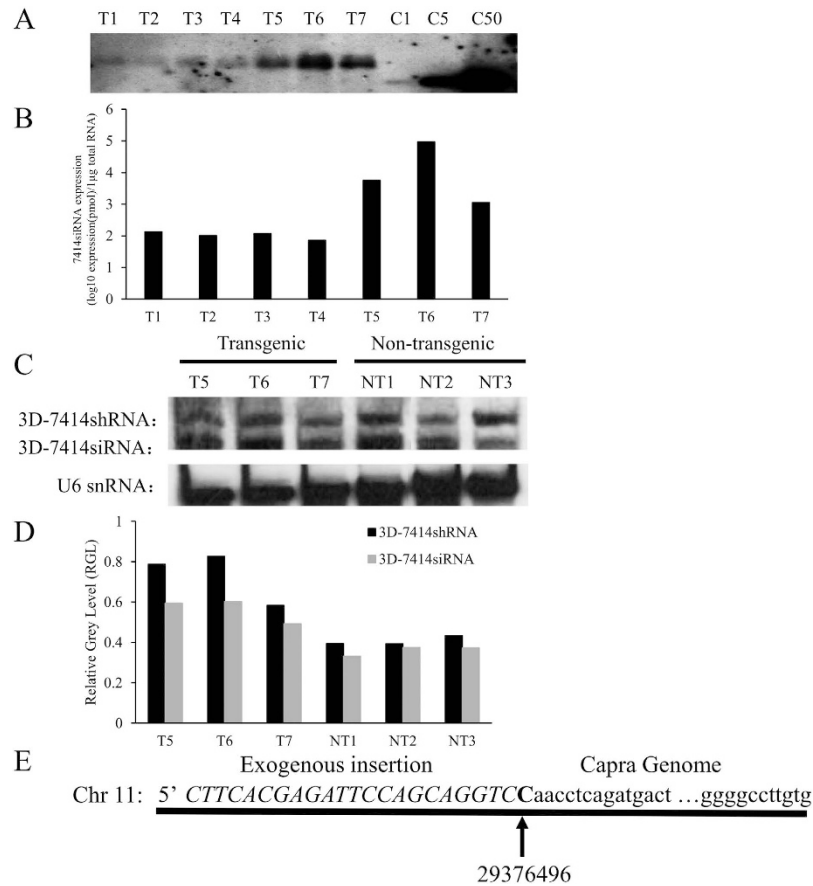 A
T1 T2 T3 T4 T5 T6 T7 C1 C5 C50
B
7414siRNA expression
(log10 expression(pmol)/1μg total RNA)
6
5
4
3
2
1
0
T1 T2 T3 T4 T5 T6 T7
Transgenic Non-transgenic
C
T5 T6 T7 NT1 NT2 NT3
3D-7414shRNA:
3D-7414siRNA:
U6 snRNA:
D
Relative Grey Level (RGL)
1
0.8
0.6
0.4
0.2
0
3D-7414shRNA
3D-7414siRNA
T5 T6 T7 NT1 NT2 NT3
E
Exogenous insertion Capra Genome
Chr 11: 5’ CTTCACGAGATTCCAGCAGGTCCaacctcagatgact …ggggccttgtg
29376496